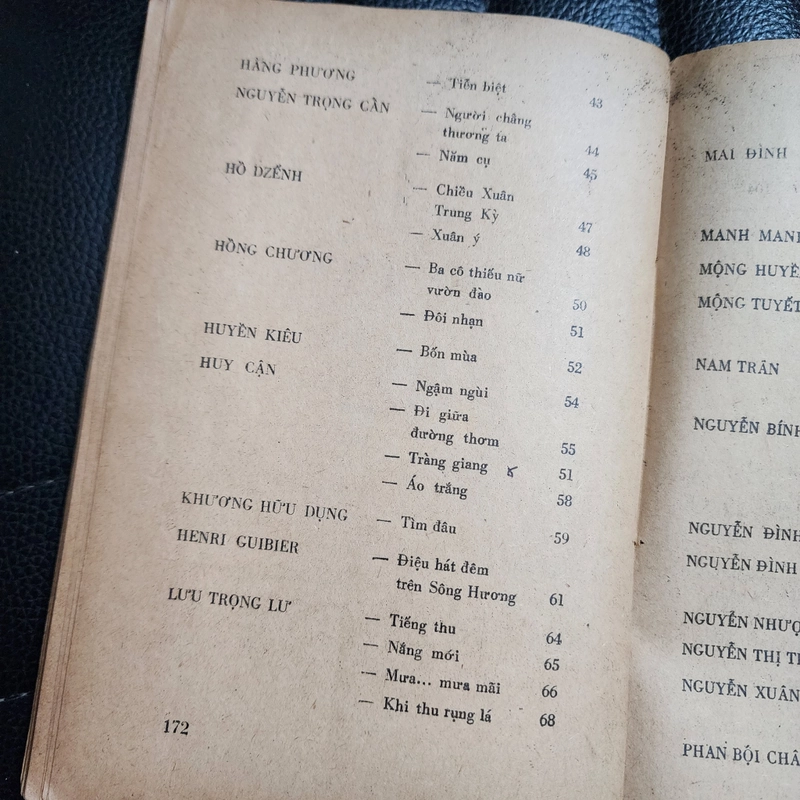 HẰNG PHƯƠNG — Tiễn biệt 43
NGUYỄN TRỌNG CẦN — Người chẳng
thương ta 44
— Năm cụ 45
HỒ DZẾNH — Chiều Xuân
Trung Kỳ 47
— Xuân ý 48
HỒNG CHƯƠNG — Ba cô thiếu nữ
vườn đào 50
— Đôi nhạn 51
HUYỀN KIÊU — Bốn mùa 52
HUY CẬN — Ngậm ngùi 54
— Đi giữa
đường thơm 55
— Tràng giang 51
— Áo trắng 58
KHƯƠNG HỮU DỤNG — Tìm đâu 59
HENRI GUIBIER — Điệu hát đêm
trên Sông Hương 61
LƯU TRỌNG LƯ — Tiếng thu 64
— Nắng mới 65
— Mưa... mưa mãi 66
— Khi thu rụng lá 68
172
MAI ĐÌNH
MANH MANH
MỘNG HUYỀN
MỘNG TUYẾT
NAM TRÂN
NGUYỄN BÍNH
NGUYỄN ĐÌNH
NGUYỄN ĐÌNH
NGUYỄN NHƯỢ
NGUYỄN THỊ
NGUYỄN XUÂN
PHAN BỘI CHÂ